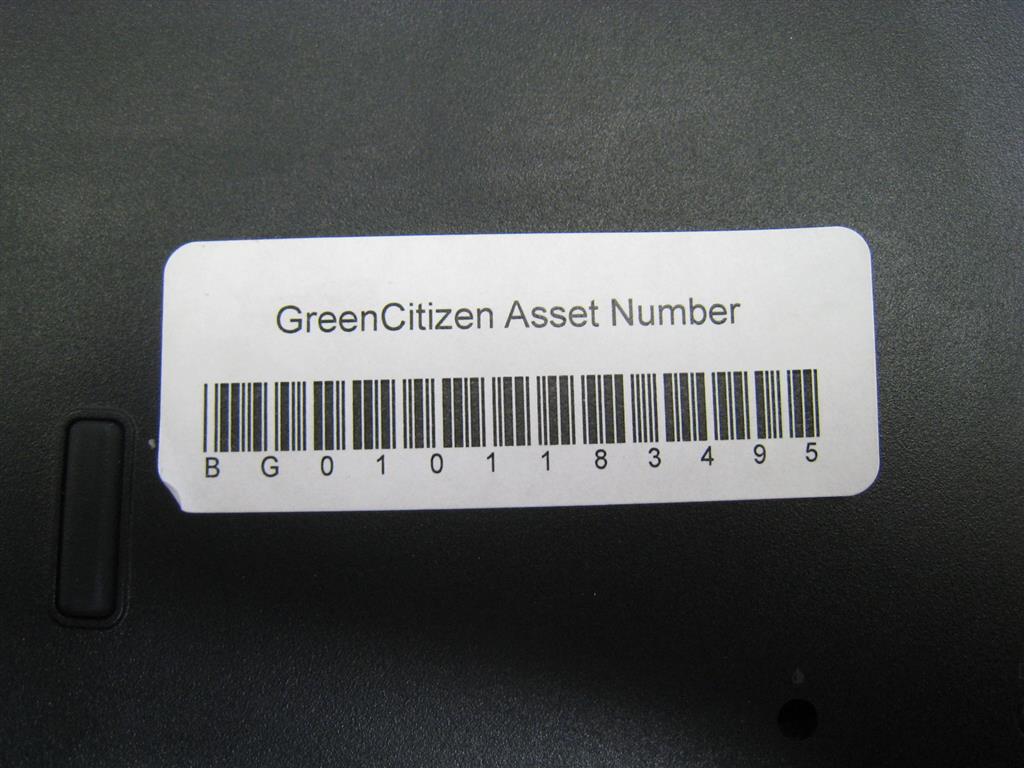 GreenCitizen Asset Number
B G 0 1 0 1 1 8 3 4 9 5